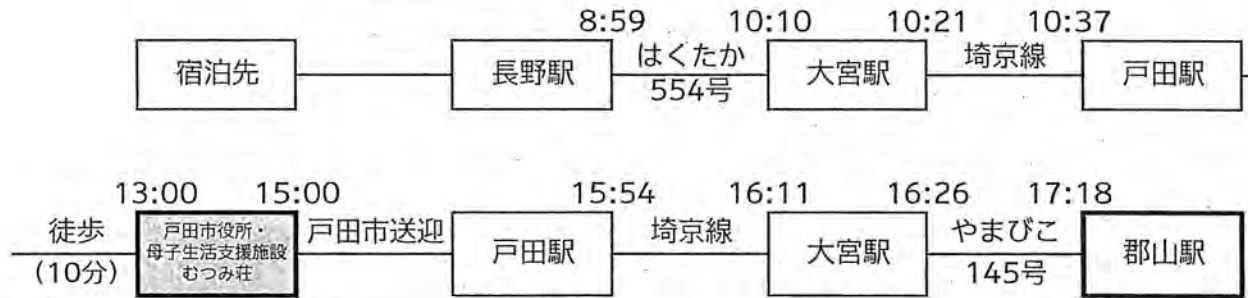 8:59 10:10 10:21 10:37
宿泊先 長野駅 はくたか 大宮駅 埼京線 戸田駅
554号
13:00 15:00 15:54 16:11 16:26 17:18
徒歩 戸田市役所・ 戸田市送迎 戸田駅 埼京線 大宮駅 やまびこ 郡山駅
母子生活支援施設
(10分) むつみ荘 145号